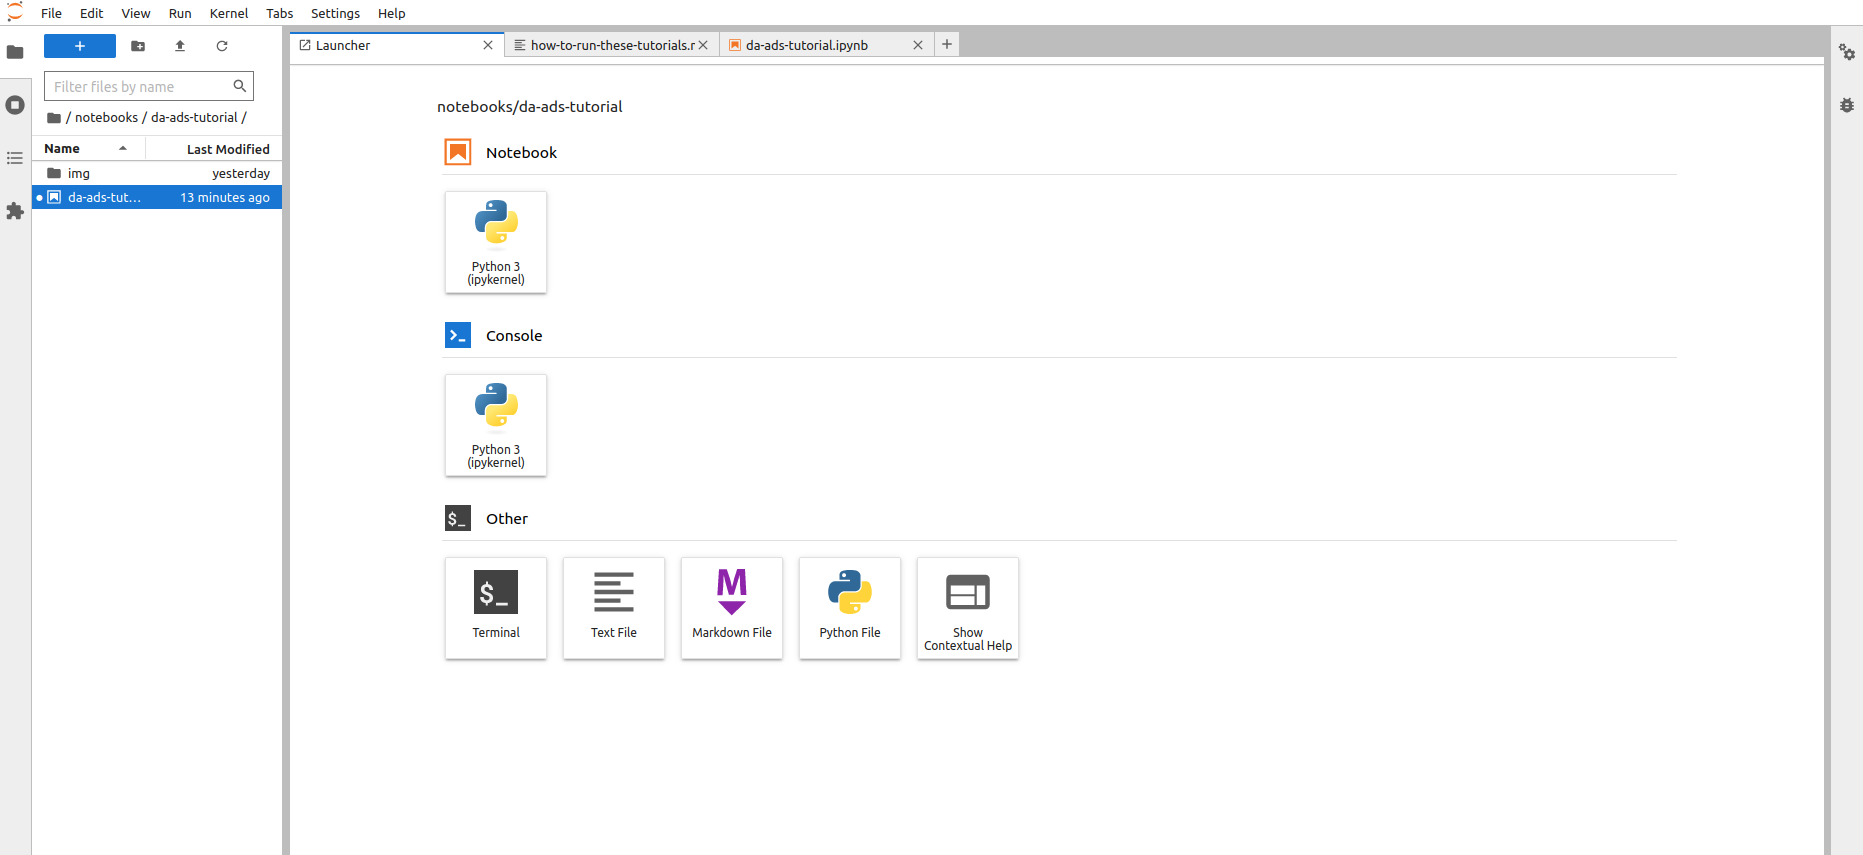 File Edit View Run Kernel Tabs Settings Help
Launcher how-to-run-these-tutorials.r da-ads-tutorial.ipynb
Filter files by name
/ notebooks / da-ads-tutorial /
Name Last Modified
img yesterday
da-ads-tut... 13 minutes ago
notebooks/da-ads-tutorial
Notebook
Python 3
(ipykernel)
Console
Python 3
(ipykernel)
$_ Other
$_
M
Terminal Text File Markdown File Python File Show
Contextual Help